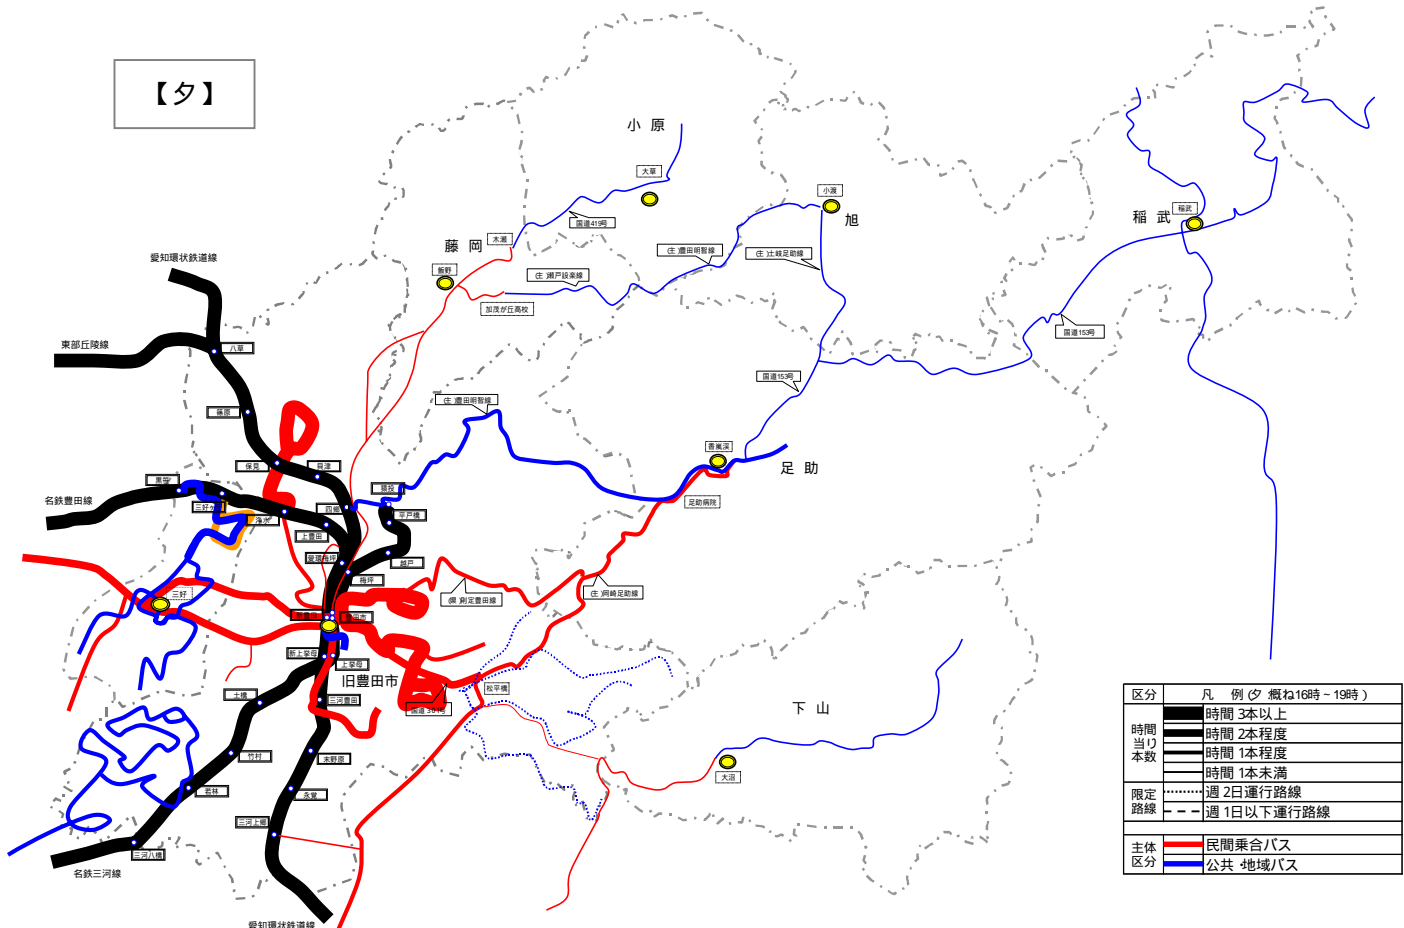 【夕】
小 原
大草
小渡
旭
稲武
稲 武
国道419号
木瀬
藤 岡
飯野
(主)豊田明智線
(主)土岐足助線
(主)瀬戸設楽線
加茂が丘高校
愛知環状鉄道線
東部丘陵線
八草
国道153号
国道153号
篠原
(主)豊田明智線
保見
貝津
香嵐渓
足 助
黒笹
猿投
名鉄豊田線
三好ヶ丘
浄水
四郷
平戸橋
足助病院
上豊田
愛環梅坪
越戸
梅坪
(県)則定豊田線
(主)岡崎足助線
三好
新豊田
豊田市
新上挙母
上挙母
旧豊田市
土橋
三河豊田
国道301号
松平橋
下 山
竹村
末野原
大沼
若林
永覚
三河上郷
三河八橋
名鉄三河線
愛知環状鉄道線
区分
凡 例(夕:概ね16時~19時)
時間
当り
本数
時間3本以上
時間2本程度
時間1本程度
時間1本未満
限定
路線
週2日運行路線
週1日以下運行路線
主体
区分
民間乗合バス
公共・地域バス